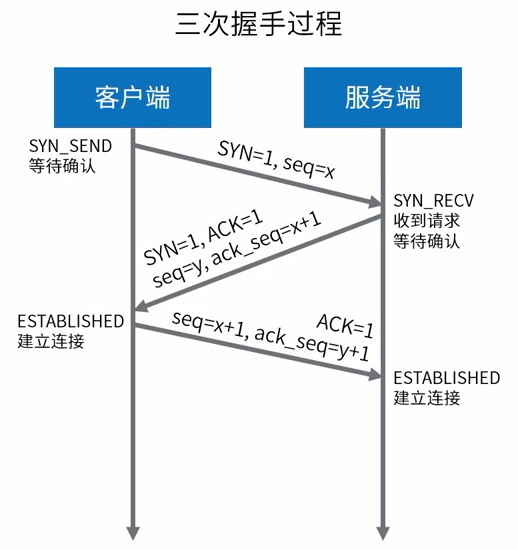 三次握手过程
客户端
服务端
SYN_SEND
等待确认
SYN=1, seq=x
SYN_RECV
收到请求
等待确认
SYN=1, ACK=1
seq=y, ack_seq=x+1
ESTABLISHED
建立连接
ACK=1
seq=x+1, ack_seq=y+1
ESTABLISHED
建立连接